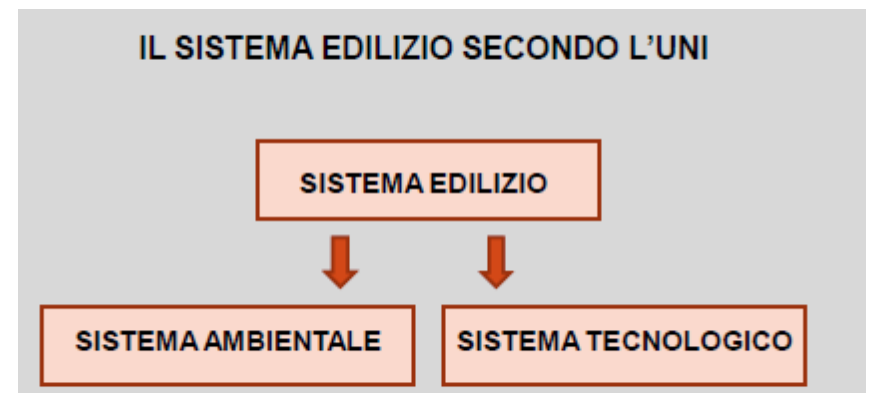 IL SISTEMA EDILIZIO SECONDO L'UNI
SISTEMA EDILIZIO
SISTEMA AMBIENTALE
SISTEMA TECNOLOGICO